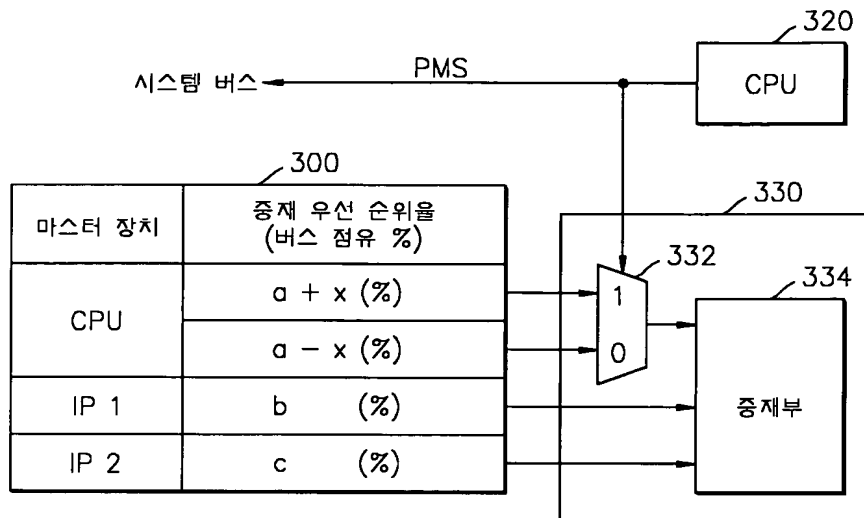 320
시스템 버스
PMS
CPU
300
330
마스터 장치
중재 우선 순위율
(버스 점유 %)
332
334
CPU
a + x (%)
1
a - x (%)
0
중재부
IP 1
b (%)
IP 2
c (%)